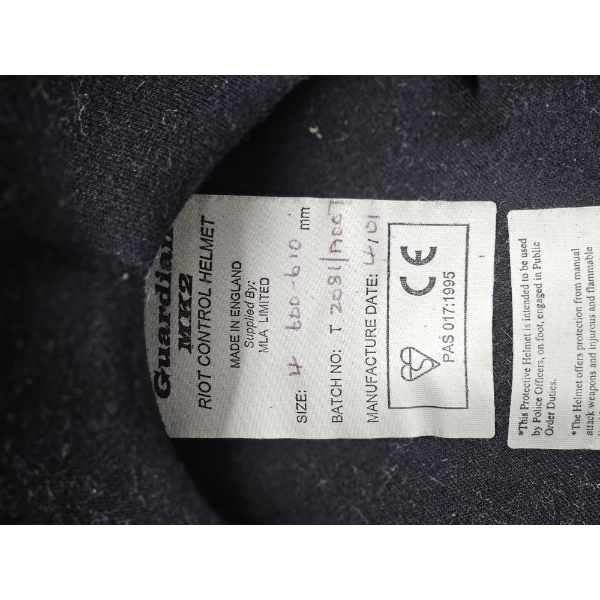 Guardian
MK2
RIOT CONTROL HELMET
MADE IN ENGLAND
Supplied By:
MLA LIMITED
SIZE: 4 600-610 mm
BATCH NO: T 2081/A007
MANUFACTURE DATE: 4/01
CE
PAS 017:1995
*This Protective Helmet is intended to be used
by Police Officers, on foot, engaged in Public
Order Duties.
*The Helmet offers protection from manual
attack weapons and injurous and flammable